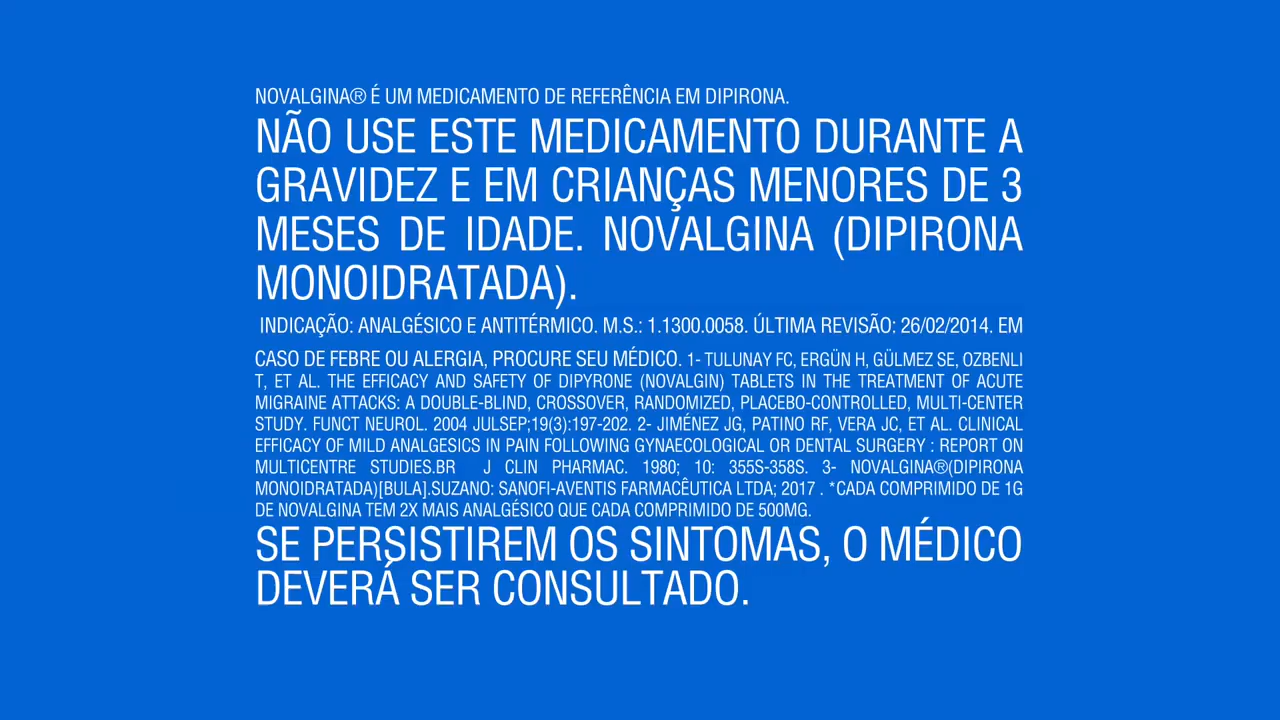 NOVALGINA® É UM MEDICAMENTO DE REFERÊNCIA EM DIPIRONA.
NÃO USE ESTE MEDICAMENTO DURANTE A
GRAVIDEZ E EM CRIANÇAS MENORES DE 3
MESES DE IDADE. NOVALGINA (DIPIRONA
MONOIDRATADA).
INDICAÇÃO: ANALGÉSICO E ANTITÉRMICO. M.S.: 1.1300.0058. ÚLTIMA REVISÃO: 26/02/2014. EM
CASO DE FEBRE OU ALERGIA, PROCURE SEU MÉDICO. 1- TULUNAY FC, ERGÜN H, GÜLMEZ SE, OZBENLI
T, ET AL. THE EFFICACY AND SAFETY OF DIPYRONE (NOVALGIN) TABLETS IN THE TREATMENT OF ACUTE
MIGRAINE ATTACKS: A DOUBLE-BLIND, CROSSOVER, RANDOMIZED, PLACEBO-CONTROLLED, MULTI-CENTER
STUDY. FUNCT NEUROL. 2004 JULSEP;19(3):197-202. 2- JIMÉNEZ JG, PATINO RF, VERA JC, ET AL. CLINICAL
EFFICACY OF MILD ANALGESICS IN PAIN FOLLOWING GYNAECOLOGICAL OR DENTAL SURGERY : REPORT ON
MULTICENTRE STUDIES.BR J CLIN PHARMAC. 1980; 10: 355S-358S. 3- NOVALGINA®(DIPIRONA
MONOIDRATADA)[BULA].SUZANO: SANOFI-AVENTIS FARMACÊUTICA LTDA; 2017 . *CADA COMPRIMIDO DE 1G
DE NOVALGINA TEM 2X MAIS ANALGÉSICO QUE CADA COMPRIMIDO DE 500MG.
SE PERSISTIREM OS SINTOMAS, O MÉDICO
DEVERÁ SER CONSULTADO.